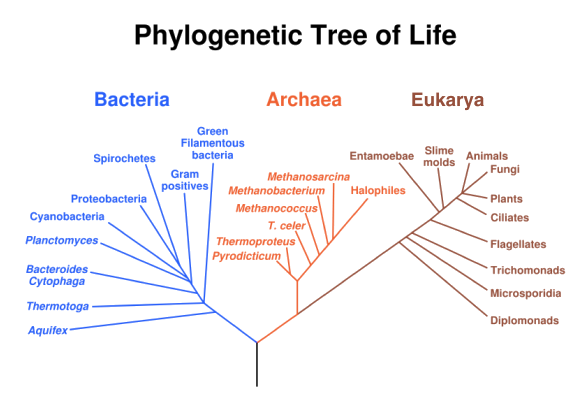 Phylogenetic Tree of Life
Bacteria
Archaea
Eukarya
Green
Filamentous
bacteria
Spirochetes
Gram
positives
Proteobacteria
Cyanobacteria
Planctomyces
Bacteroides
Cytophaga
Thermotoga
Aquifex
Methanosarcina
Methanobacterium
Halophiles
Methanococcus
T. celer
Thermoproteus
Pyrodicticum
Entamoebae
Slime
molds
Animals
Fungi
Plants
Ciliates
Flagellates
Trichomonads
Microsporidia
Diplomonads